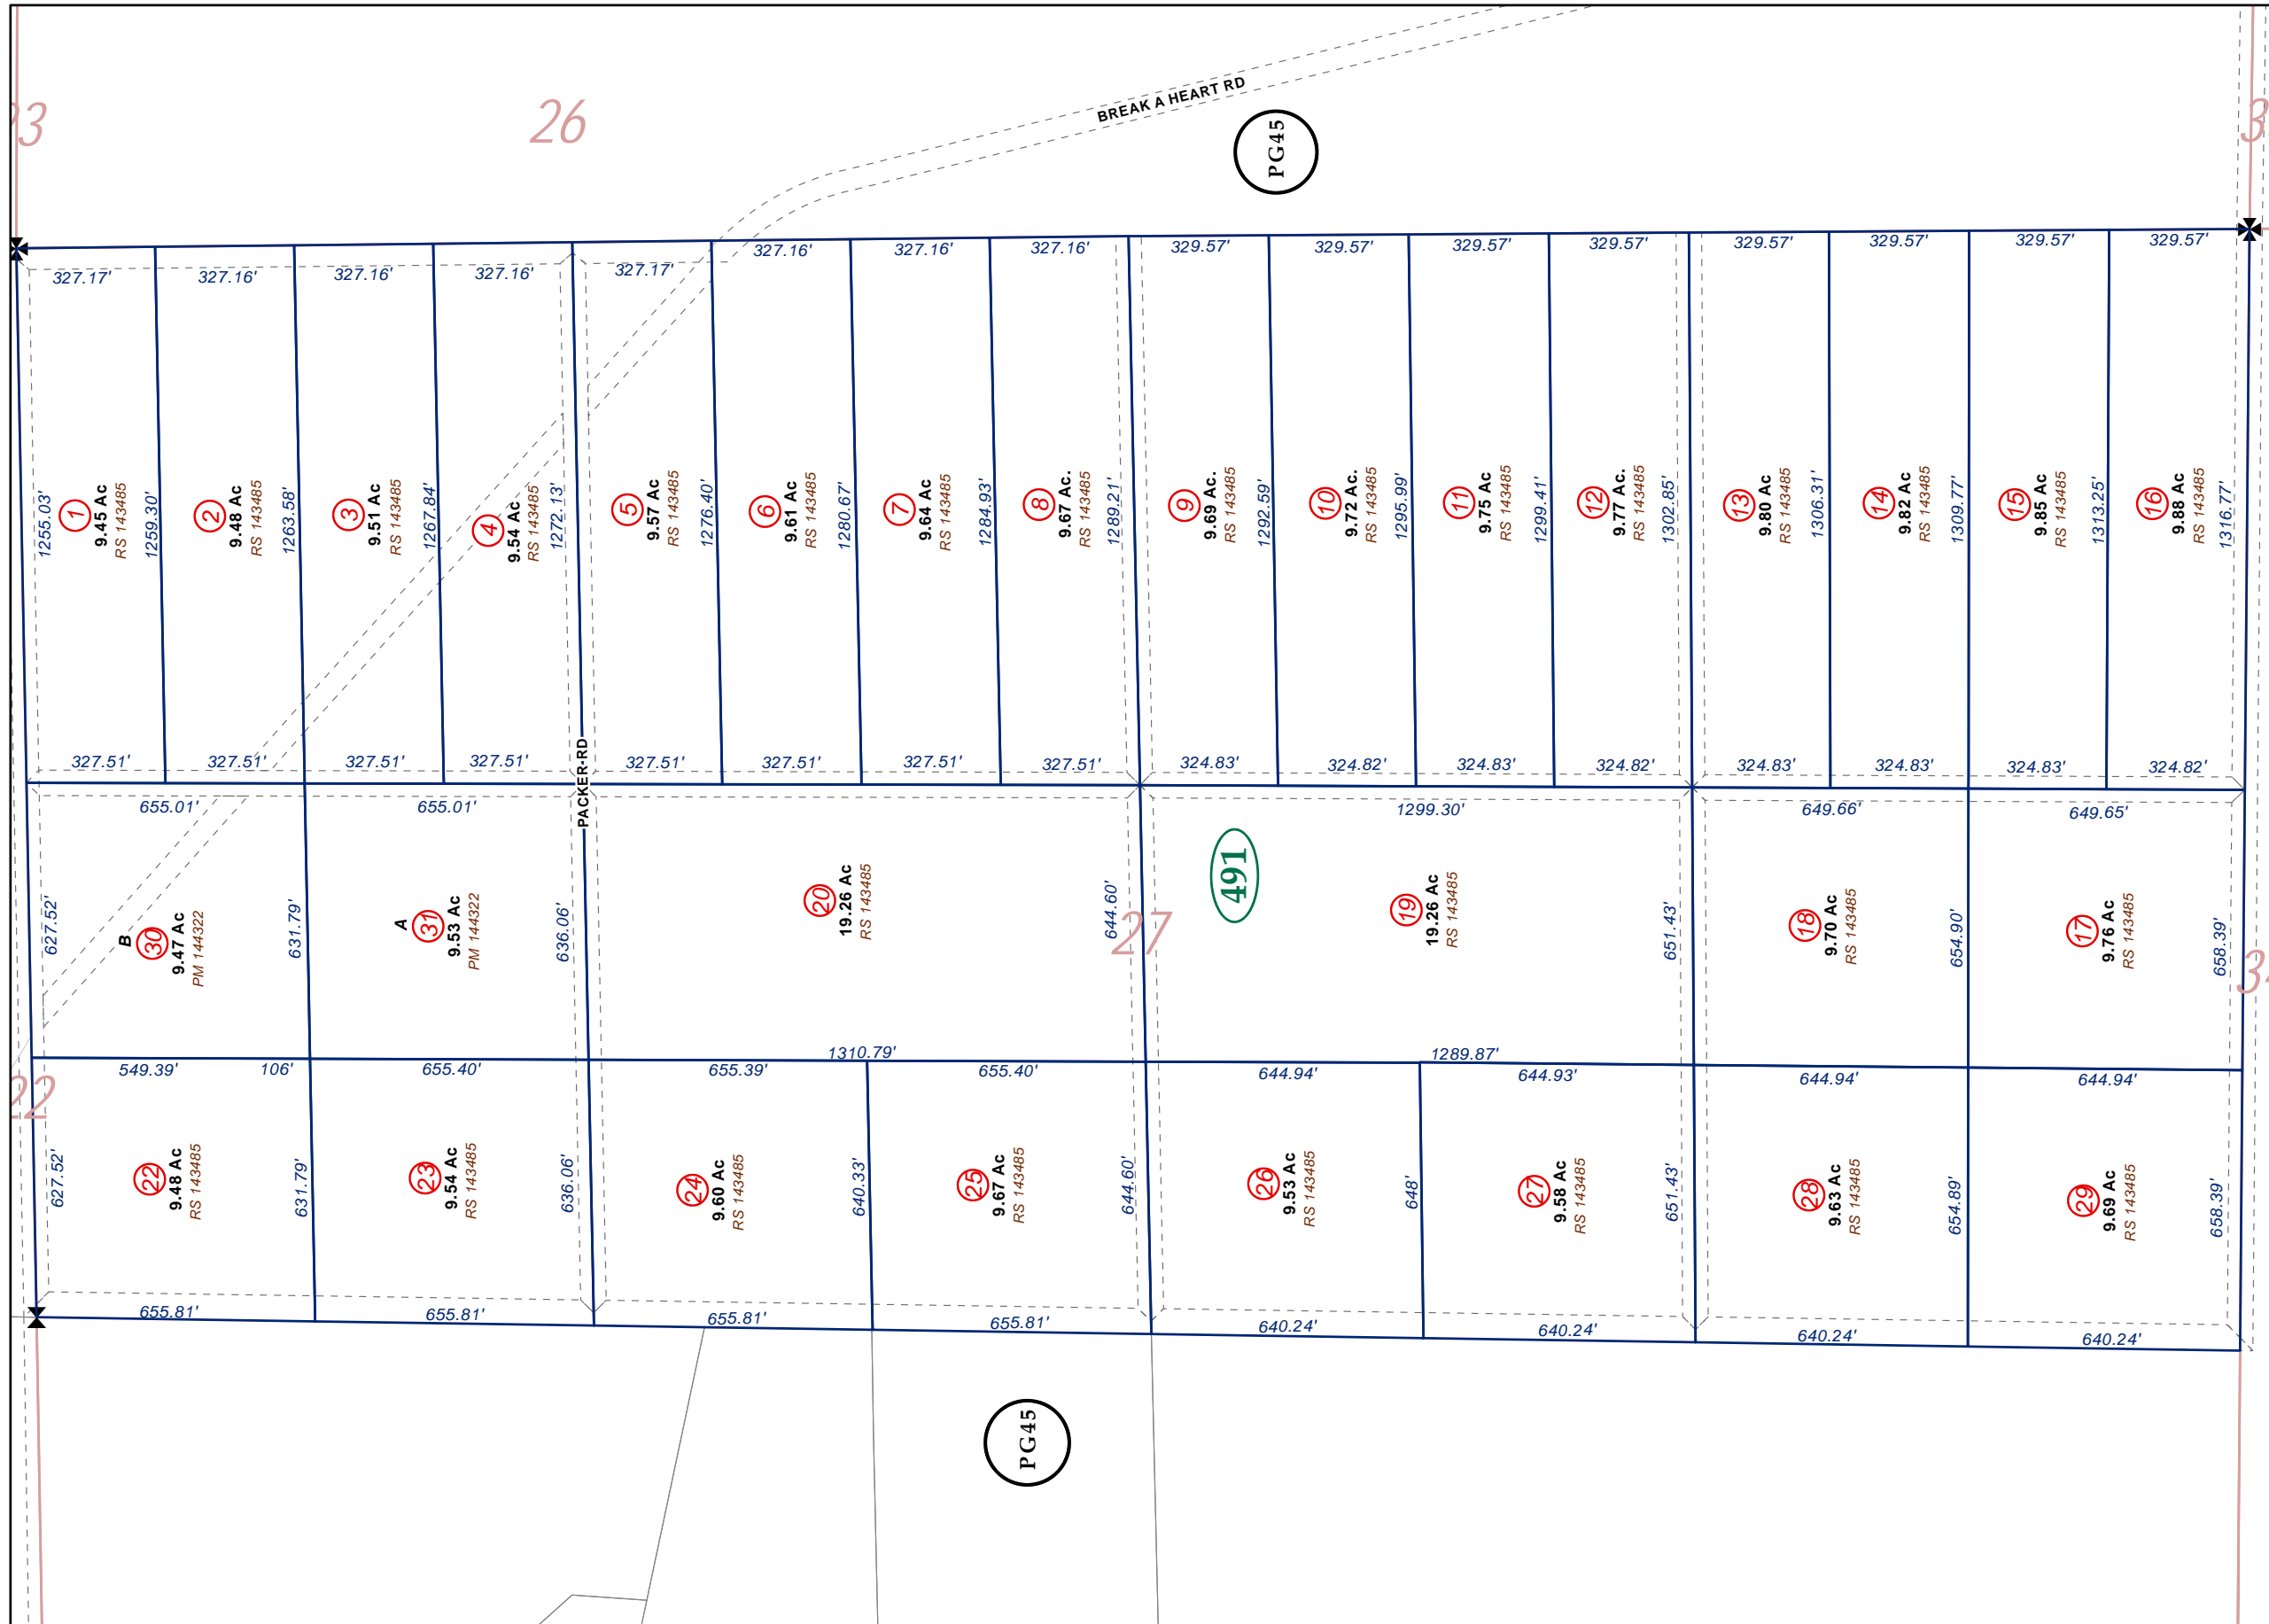 26
BREAK A HEART RD
PG45
327.17'
327.16'
327.16'
327.16'
327.17'
327.16'
327.16'
327.16'
329.57'
329.57'
329.57'
329.57'
329.57'
329.57'
329.57'
329.57'
1255.03'
1
9.45 Ac
RS 143485
1259.30'
2
9.48 Ac
RS 143485
1263.58'
3
9.51 Ac
RS 143485
1267.84'
4
9.54 Ac
RS 143485
1272.13'
5
9.57 Ac
RS 143485
1276.40'
6
9.61 Ac
RS 143485
1280.67'
7
9.64 Ac
RS 143485
1284.93'
8
9.67 Ac.
RS 143485
1289.21'
9
9.69 Ac.
RS 143485
1292.59'
10
9.72 Ac.
RS 143485
1295.99'
11
9.75 Ac
RS 143485
1299.41'
12
9.77 Ac.
RS 143485
1302.85'
13
9.80 Ac
RS 143485
1306.31'
14
9.82 Ac
RS 143485
1309.77'
15
9.85 Ac
RS 143485
1313.25'
16
9.88 Ac
RS 143485
1316.77'
327.51'
327.51'
327.51'
327.51'
PACKER RD
327.51'
327.51'
327.51'
327.51'
324.83'
324.82'
324.83'
324.82'
324.83'
324.83'
324.83'
324.82'
655.01'
655.01'
1299.30'
649.66'
649.65'
627.52'
B
30
9.47 Ac
PM 144322
631.79'
A
31
9.53 Ac
PM 144322
636.06'
20
19.26 Ac
RS 143485
644.60'
27
491
19
19.26 Ac
RS 143485
651.43'
18
9.70 Ac
RS 143485
654.90'
17
9.76 Ac
RS 143485
658.39'
1310.79'
1289.87'
549.39'
106'
655.40'
655.39'
655.40'
644.94'
644.93'
644.94'
644.94'
22
627.52'
22
9.48 Ac
RS 143485
631.79'
23
9.54 Ac
RS 143485
636.06'
24
9.60 Ac
RS 143485
640.33'
25
9.67 Ac
RS 143485
644.60'
26
9.53 Ac
RS 143485
648'
27
9.58 Ac
RS 143485
651.43'
28
9.63 Ac
RS 143485
654.89'
29
9.69 Ac
RS 143485
658.39'
655.81'
655.81'
655.81'
655.81'
640.24'
640.24'
640.24'
640.24'
PG45